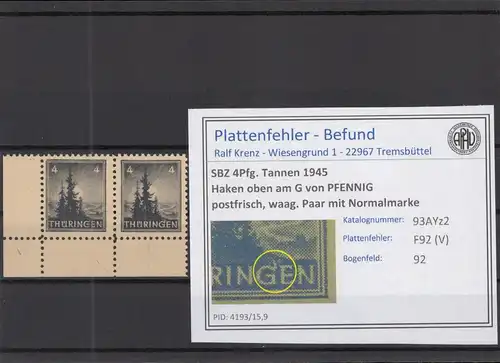 4 4
THÜRINGEN
4 4
THÜRINGEN
Plattenfehler - Befund
Ralf Krenz - Wiesengrund 1 - 22967 Tremsbüttel
SBZ 4Pfg. Tannen 1945
Haken oben am G von PFENNIG
postfrisch, waag. Paar mit Normalmarke
Katalognummer: 93AYz2
Plattenfehler: F92 (V)
Bogenfeld: 92
RINGEN
PID: 4193/15,9